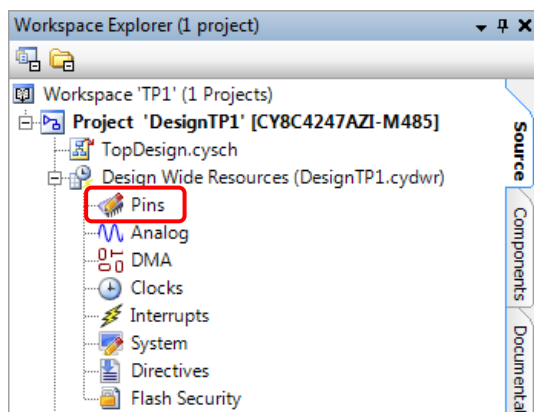 Workspace Explorer (1 project)
Workspace 'TP1' (1 Projects)
Project 'DesignTP1' [CY8C4247AZI-M485]
TopDesign.cysch
Design Wide Resources (DesignTP1.cydwr)
Pins
Analog
DMA
Clocks
Interrupts
System
Directives
Flash Security
Source
Components